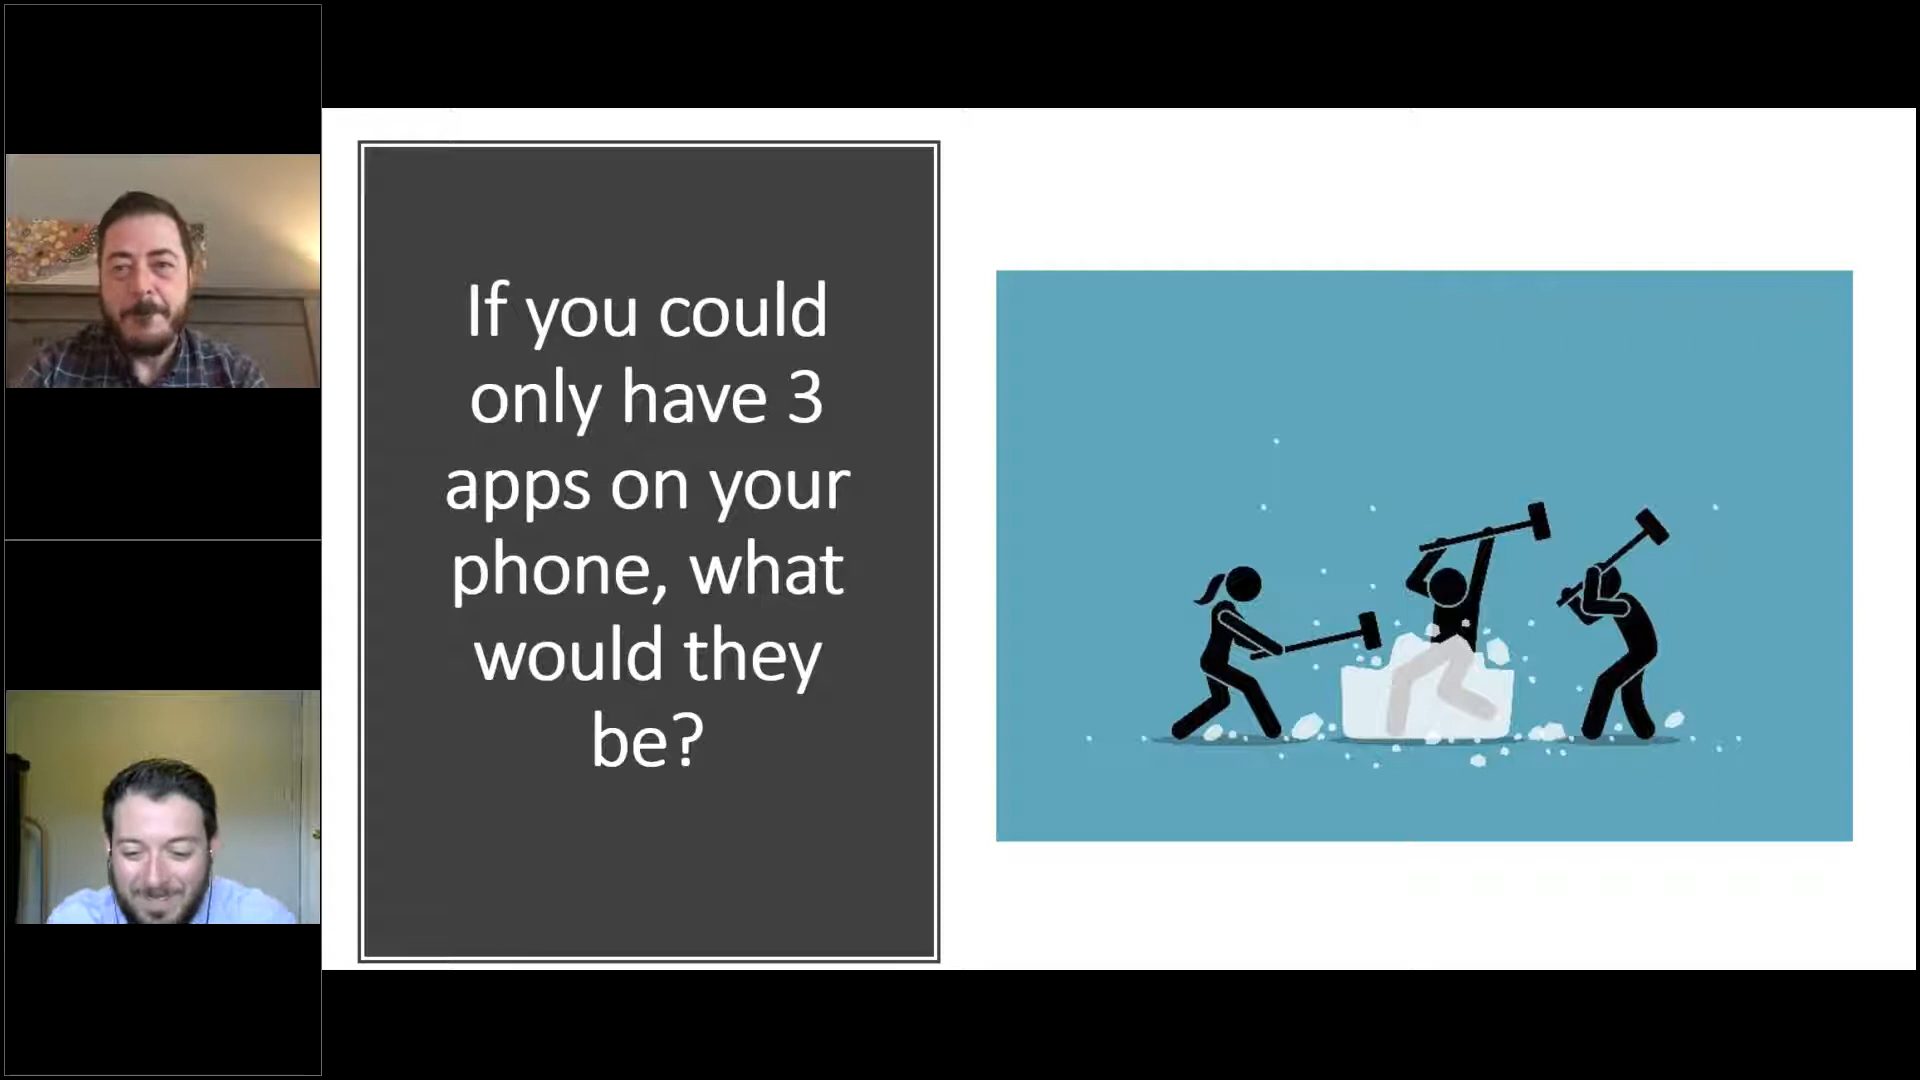 If you could
only have 3
apps on your
phone, what
would they
be?